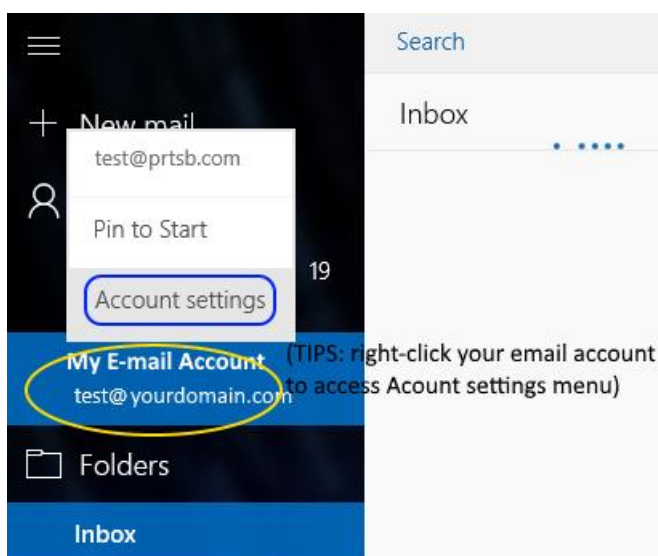 Search
New mail
Inbox
test@prtsb.com
Pin to Start
19
Account settings
My E-mail Account
(TIPS: right-click your email account
to access Acount settings menu)
test@yourdomain.com
Folders
Inbox